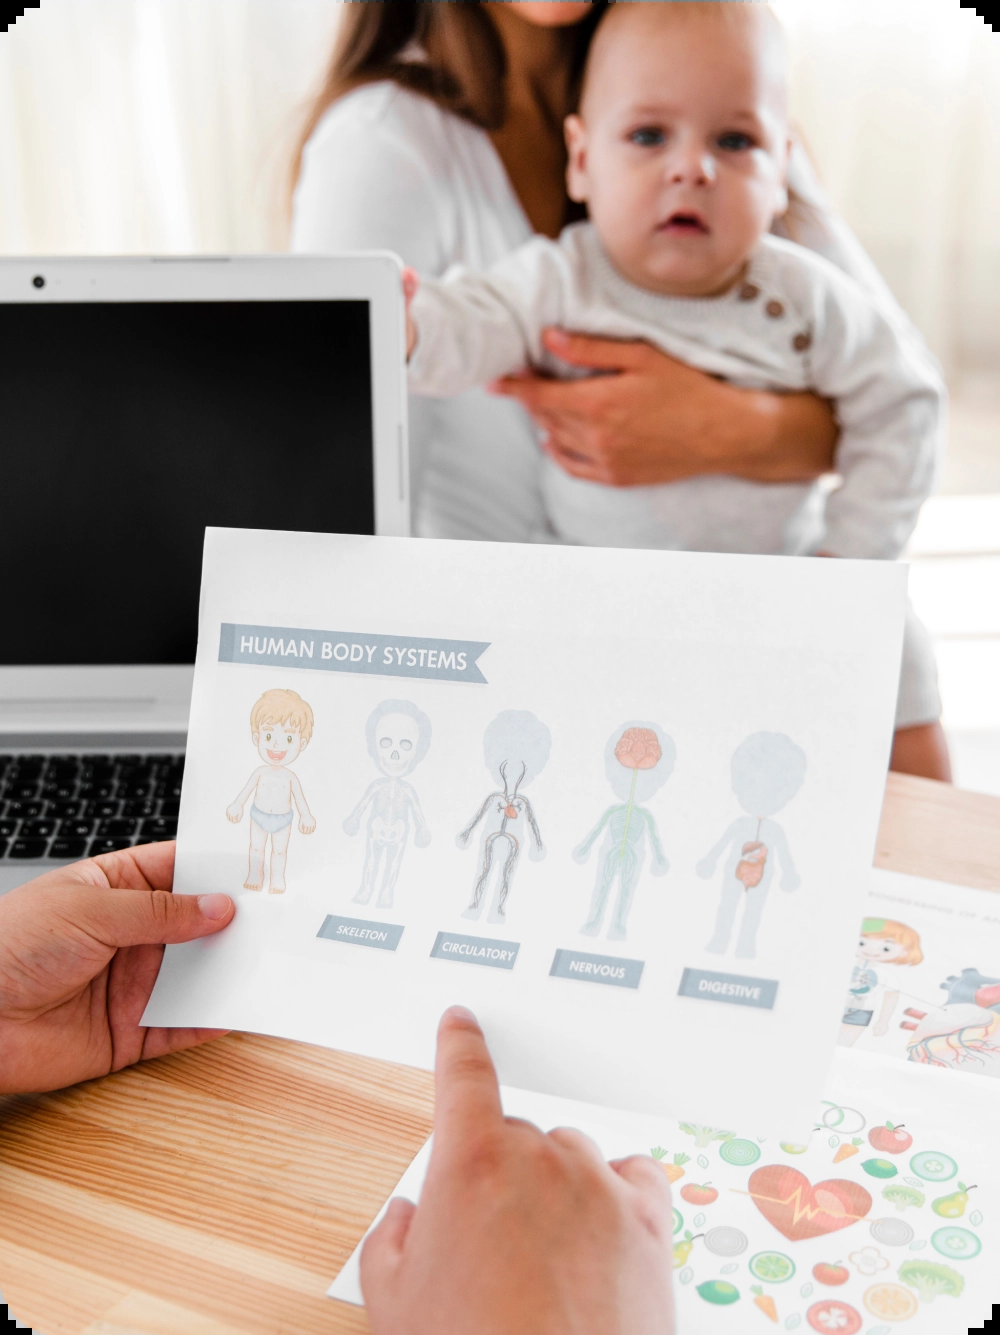 HUMAN BODY SYSTEMS
SKELETON
CIRCULATORY
NERVOUS
DIGESTIVE